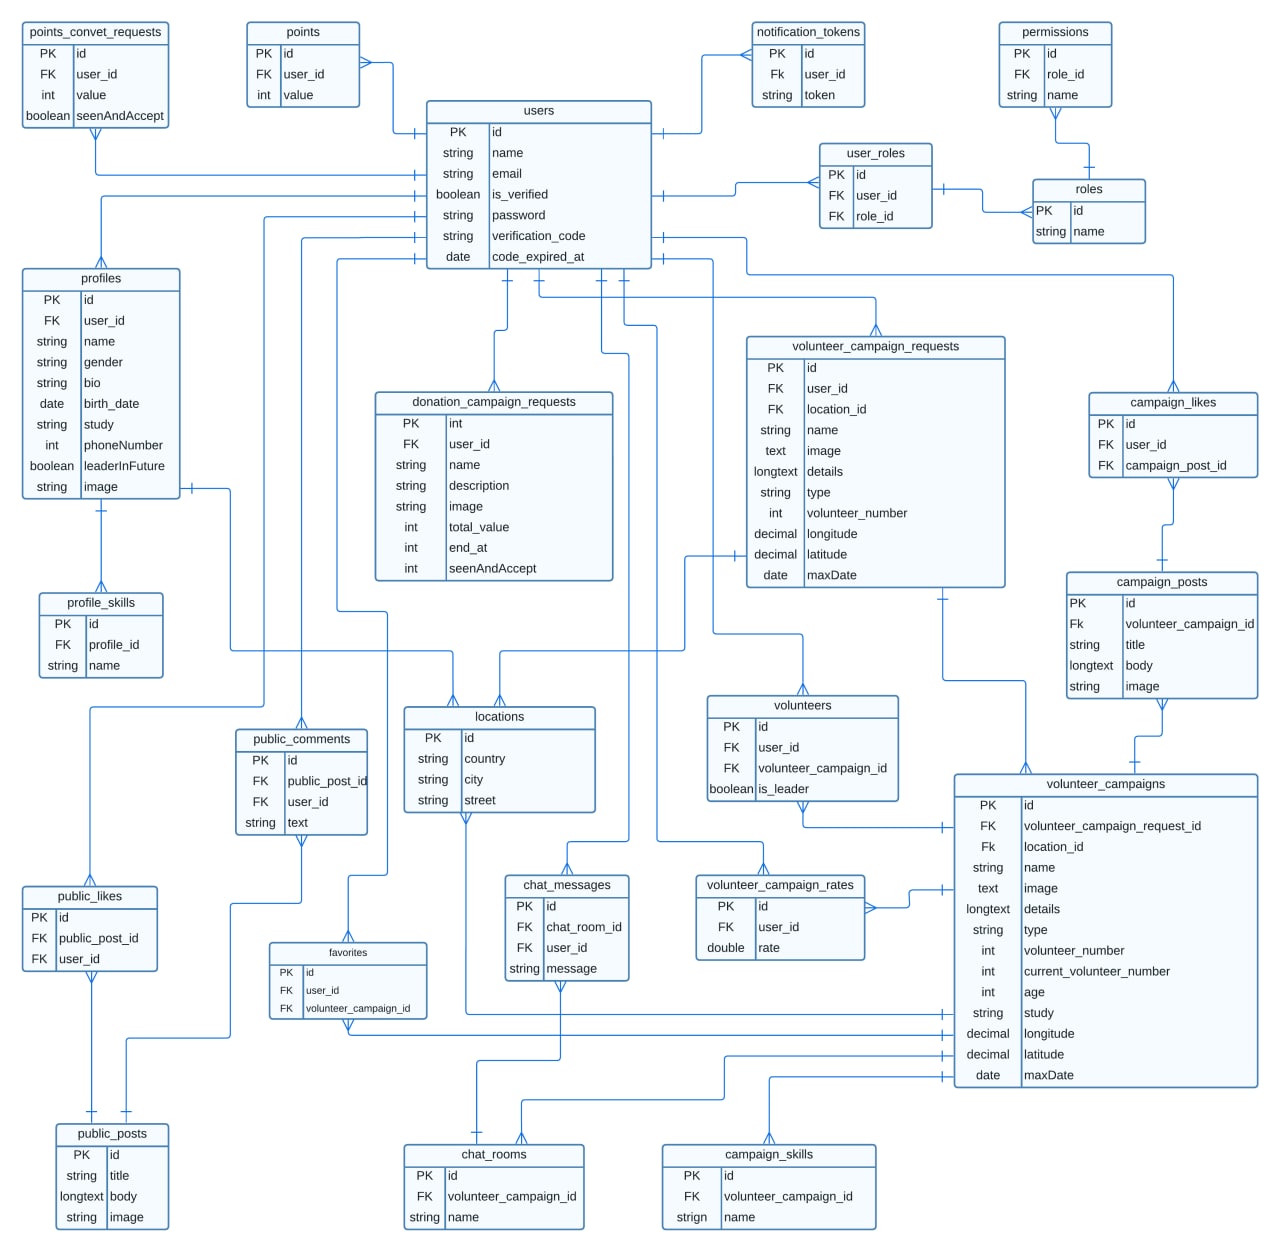 points_convet_requests
PK id
FK user_id
int value
boolean seenAndAccept
points
PK id
FK user_id
int value
notification_tokens
PK id
Fk user_id
string token
permissions
PK id
FK role_id
string name
users
PK id
string name
string email
boolean is_verified
string password
string verification_code
date code_expired_at
user_roles
PK id
FK user_id
FK role_id
roles
PK id
string name
profiles
PK id
FK user_id
string name
string gender
string bio
date birth_date
string study
int phoneNumber
boolean leaderInFuture
string image
donation_campaign_requests
PK int
FK user_id
string name
string description
string image
int total_value
int end_at
int seenAndAccept
volunteer_campaign_requests
PK id
FK user_id
FK location_id
string name
text image
longtext details
string type
int volunteer_number
decimal longitude
decimal latitude
date maxDate
campaign_likes
PK id
FK user_id
FK campaign_post_id
profile_skills
PK id
FK profile_id
string name
campaign_posts
PK id
Fk volunteer_campaign_id
string title
longtext body
string image
public_comments
PK id
FK public_post_id
FK user_id
string text
locations
PK id
string country
string city
string street
volunteers
PK id
FK user_id
FK volunteer_campaign_id
boolean is_leader
volunteer_campaigns
PK id
FK volunteer_campaign_request_id
Fk location_id
string name
text image
longtext details
string type
int volunteer_number
int current_volunteer_number
int age
string study
decimal longitude
decimal latitude
date maxDate
public_likes
PK id
FK public_post_id
FK user_id
favorites
PK id
FK user_id
FK volunteer_campaign_id
chat_messages
PK id
FK chat_room_id
FK user_id
string message
volunteer_campaign_rates
PK id
FK user_id
double rate
public_posts
PK id
string title
longtext body
string image
chat_rooms
PK id
FK volunteer_campaign_id
string name
campaign_skills
PK id
FK volunteer_campaign_id
strign name